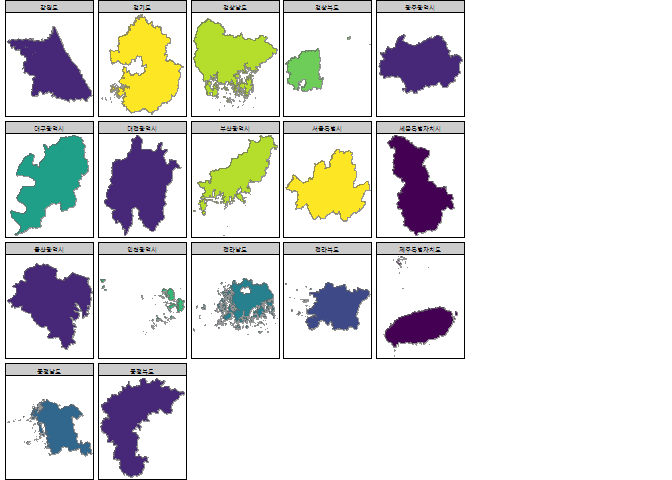 강원도
경기도
경상남도
경상북도
광주광역시
대구광역시
대전광역시
부산광역시
서울특별시
세종특별자치시
울산광역시
인천광역시
전라남도
전라북도
제주특별자치도
충청남도
충청북도